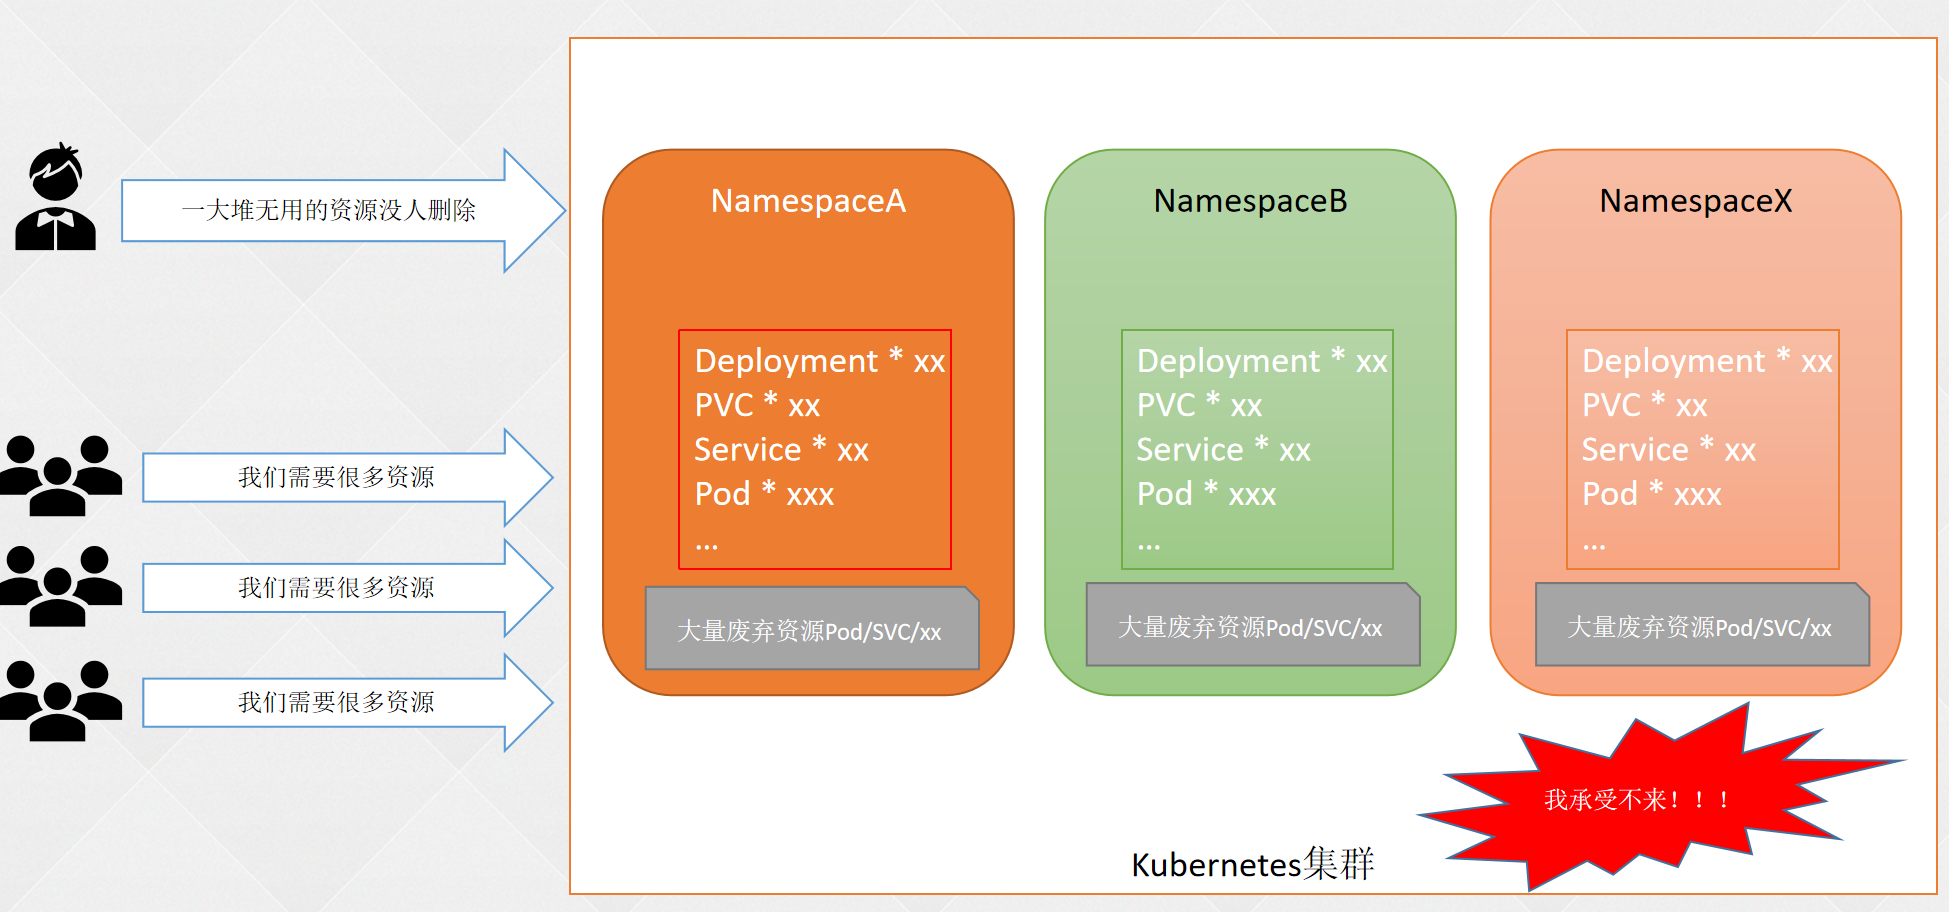 一大堆无用的资源没人删除
我们需要很多资源
我们需要很多资源
我们需要很多资源
NamespaceA
Deployment * xx
PVC * xx
Service * xx
Pod * xxx
...
大量废弃资源Pod/SVC/xx
NamespaceB
Deployment * xx
PVC * xx
Service * xx
Pod * xxx
...
大量废弃资源Pod/SVC/xx
NamespaceX
Deployment * xx
PVC * xx
Service * xx
Pod * xxx
...
大量废弃资源Pod/SVC/xx
我承受不来！！！
Kubernetes集群